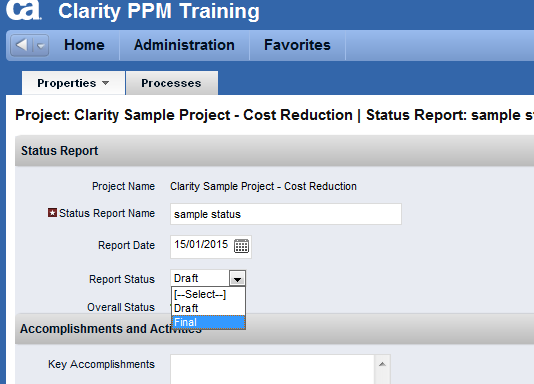 ca Clarity PPM Training
Home Administration Favorites
Properties Processes
Project: Clarity Sample Project - Cost Reduction | Status Report: sample
Status Report
Project Name Clarity Sample Project - Cost Reduction
Status Report Name sample status
Report Date 15/01/2015
Report Status Draft
[--Select--]
Overall Status Draft
Final
Accomplishments and Activities
Key Accomplishments